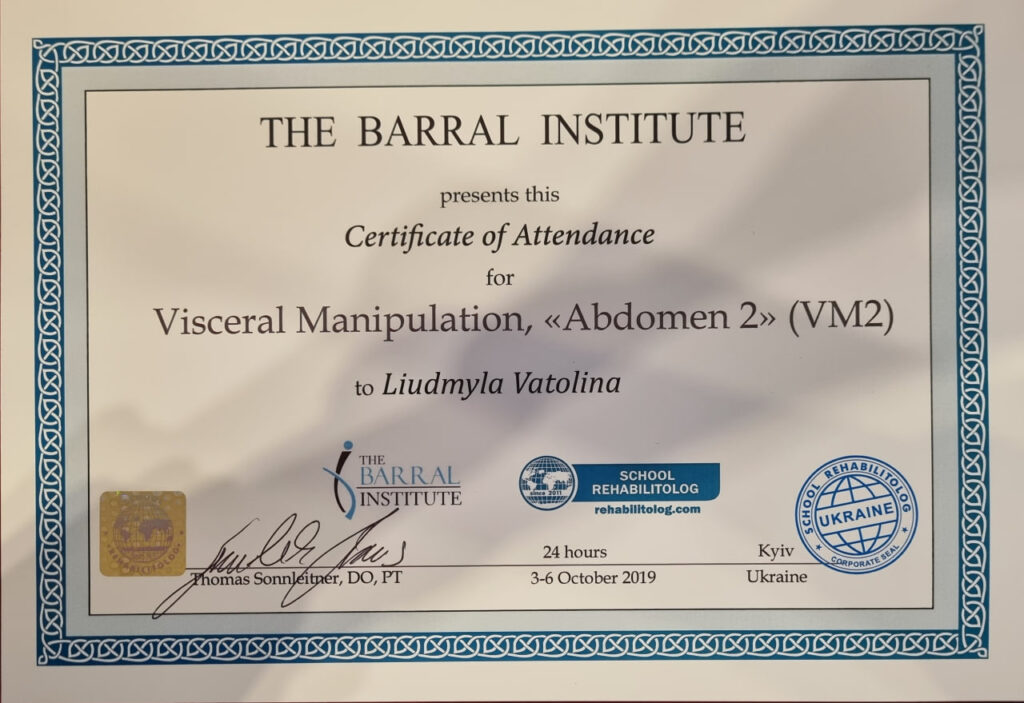 THE BARRAL INSTITUTE
presents this
Certificate of Attendance
for
Visceral Manipulation, «Abdomen 2» (VM2)
to Liudmyla Vatolina
THE
BARRAL
INSTITUTE
since 2011
SCHOOL
REHABILITOLOG
rehabilitolog.com
SCHOOL REHABILITOLOG
UKRAINE
CORPORATE SEAL
24 hours
Kyiv
Thomas Sonnleitner, DO, PT
3-6 October 2019
Ukraine